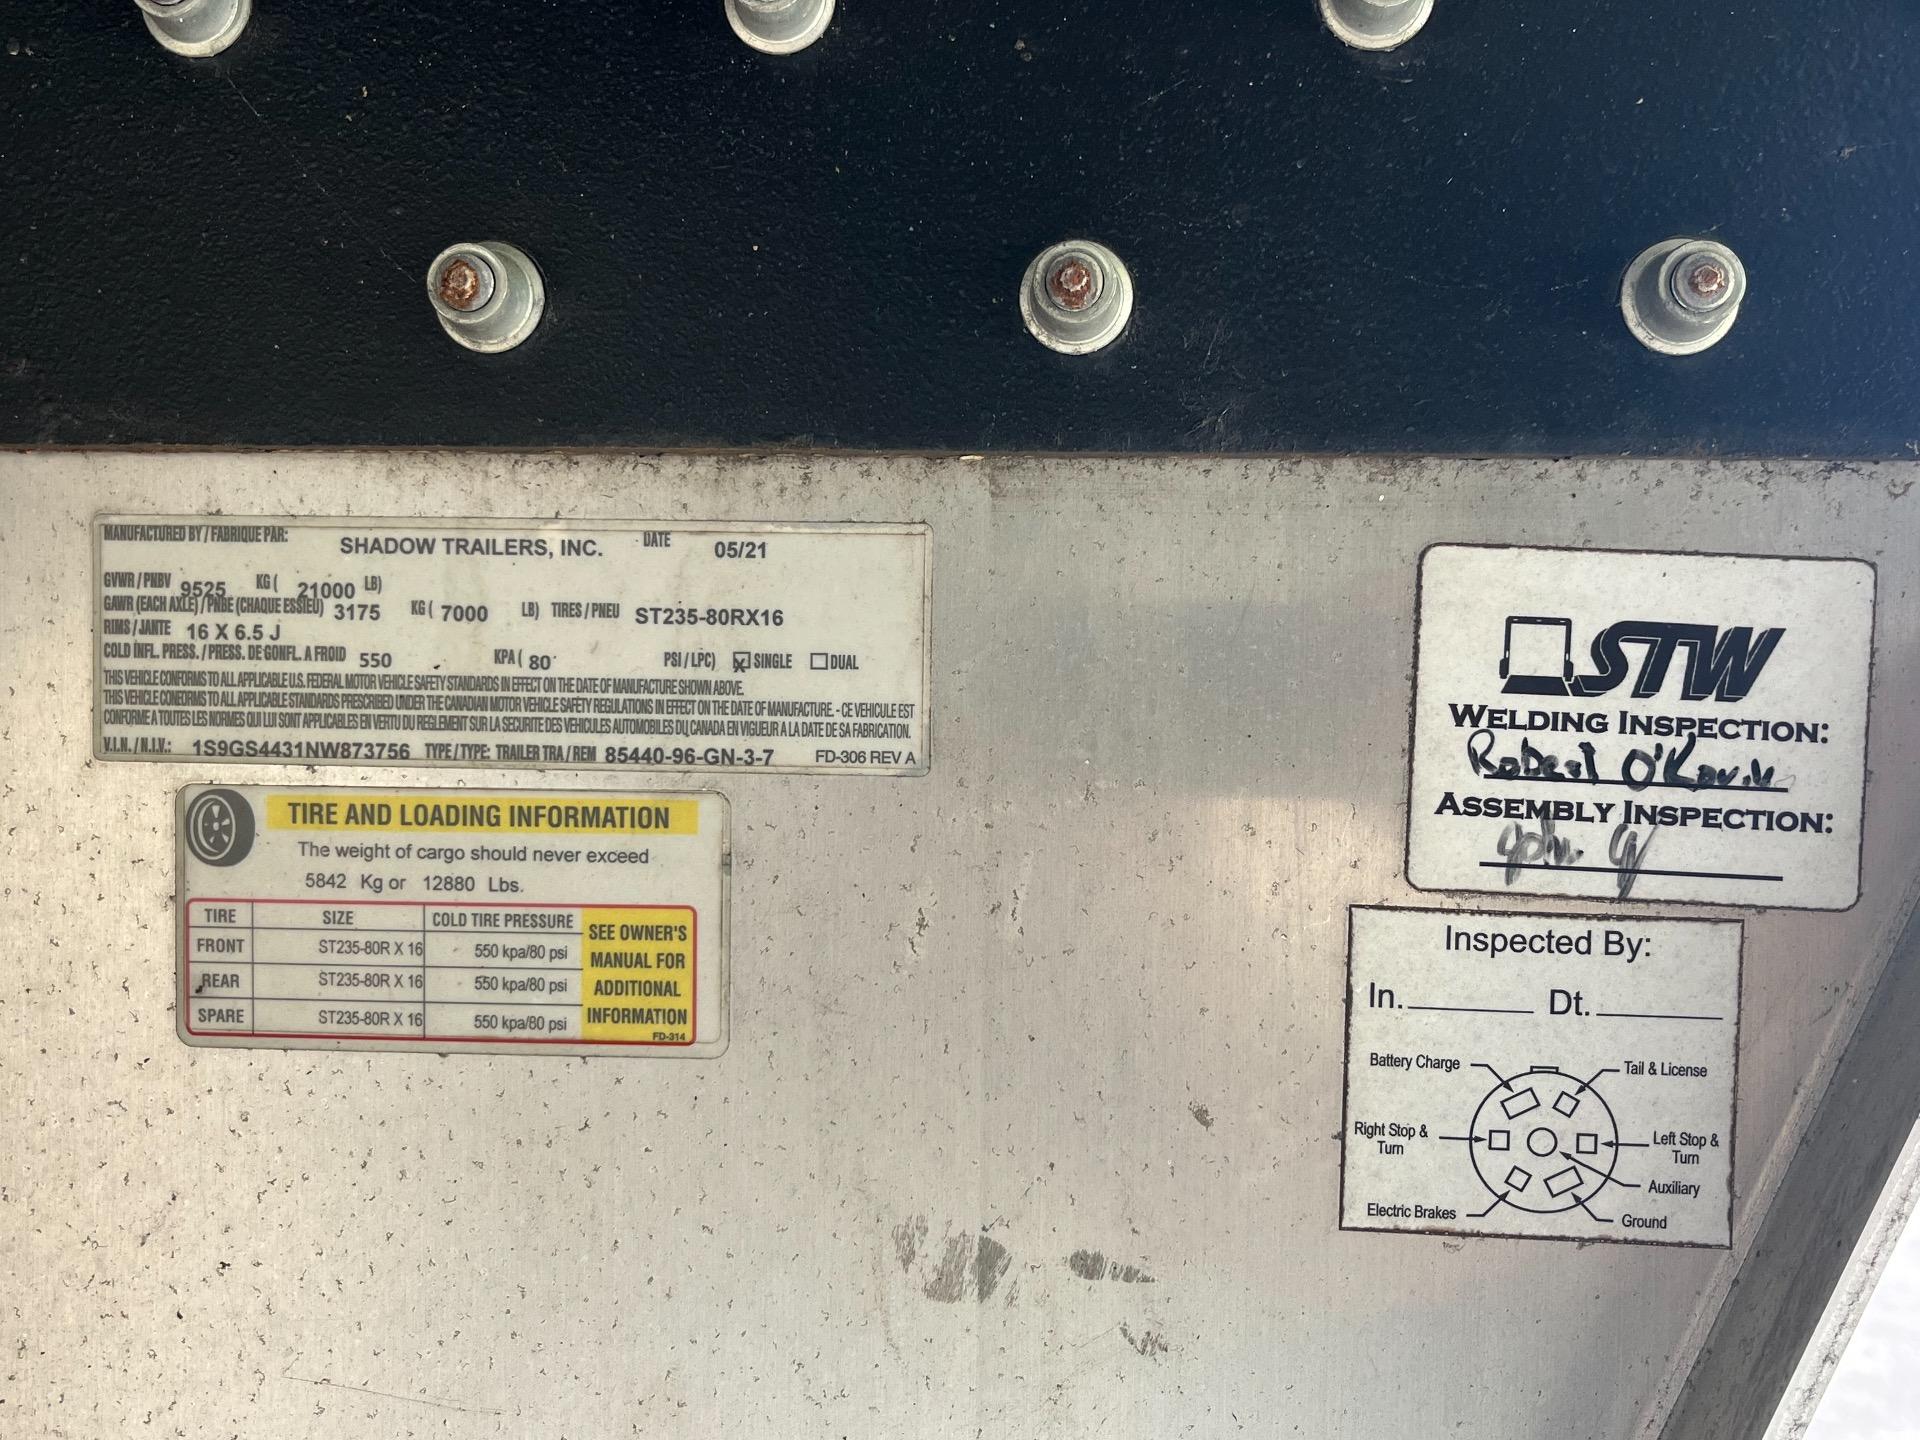 MANUFACTURED BY / FABRIQUE PAR: SHADOW TRAILERS, INC. DATE 05/21
GVWR / PNBV 9525 KG ( 21000 LB)
GAWR (EACH AXLE) / PNBE (CHAQUE ESSIEU) 3175 KG ( 7000 LB) TIRES / PNEU ST235-80RX16
RIMS / JANTE 16 X 6.5 J
COLD INFL. PRESS. / PRESS. DE GONFL. A FROID 550 KPA ( 80 PSI / LPC) SINGLE DUAL
THIS VEHICLE CONFORMS TO ALL APPLICABLE U.S. FEDERAL MOTOR VEHICLE SAFETY STANDARDS IN EFFECT ON THE DATE OF MANUFACTURE SHOWN ABOVE.
THIS VEHICLE CONFORMS TO ALL APPLICABLE STANDARDS PRESCRIBED UNDER THE CANADIAN MOTOR VEHICLE SAFETY REGULATIONS IN EFFECT ON THE DATE OF MANUFACTURE. - CE VEHICULE EST
CONFORME A TOUTES LES NORMES QUI LUI SONT APPLICABLES EN VERTU DU REGLEMENT SUR LA SECURITE DES VEHICULES AUTOMOBILES DU CANADA EN VIGUEUR A LA DATE DE SA FABRICATION.
V.I.N. / N.I.V.: 1S9GS4431NW873756 TYPE / TYPE: TRAILER TRA / REM 85440-96-GN-3-7 FD-306 REV A
TIRE AND LOADING INFORMATION
The weight of cargo should never exceed
5842 Kg or 12880 Lbs.
TIRE SIZE COLD TIRE PRESSURE
FRONT ST235-80R X 16 550 kpa/80 psi
REAR ST235-80R X 16 550 kpa/80 psi
SPARE ST235-80R X 16 550 kpa/80 psi
SEE OWNER'S
MANUAL FOR
ADDITIONAL
INFORMATION
FD-314
STW
WELDING INSPECTION:
Robert
ASSEMBLY INSPECTION:
John
Inspected By:
In. Dt.
Battery Charge
Tail & License
Right Stop &
Turn
Left Stop &
Turn
Auxiliary
Electric Brakes
Ground